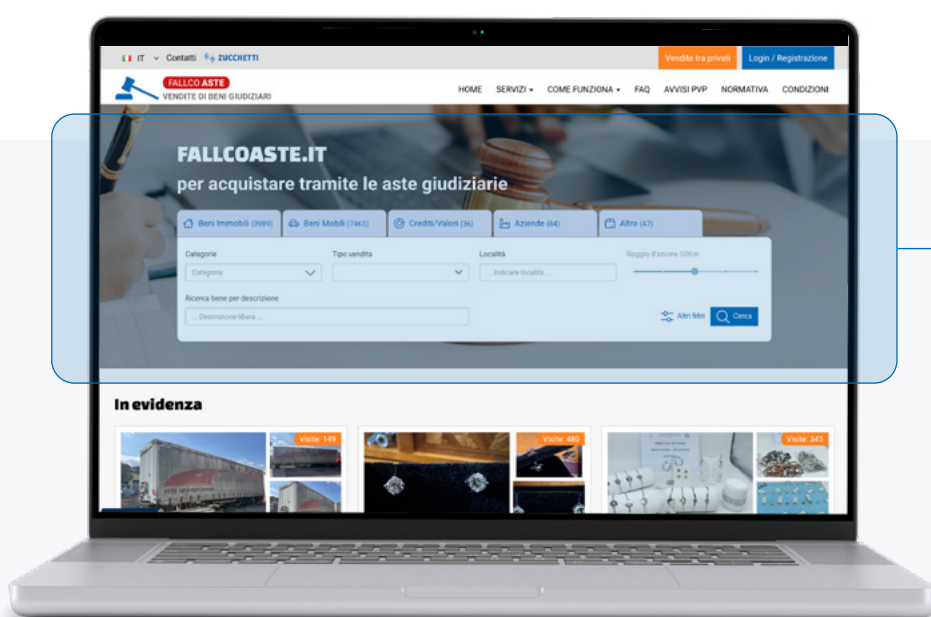 IT Contatti ZUCCHETTI Vendite tra privati Login / Registrazione
FALLCO ASTE
VENDITE DI BENI GIUDIZIARI
HOME SERVIZI COME FUNZIONA FAQ AVVISI PVP NORMATIVA CONDIZIONI
FALLCOASTE.IT
per acquistare tramite le aste giudiziarie
Beni Immobili (3989) Beni Mobili (7463) Crediti/Valori (36) Aziende (84) Altro (47)
Categorie Tipo vendita Località Raggio d'azione 50Km
Categorie ... Indicare località ...
Ricerca bene per descrizione
... Descrizione libera ... Altri filtri Cerca
In evidenza
Visite: 149 Visite: 480 Visite: 345